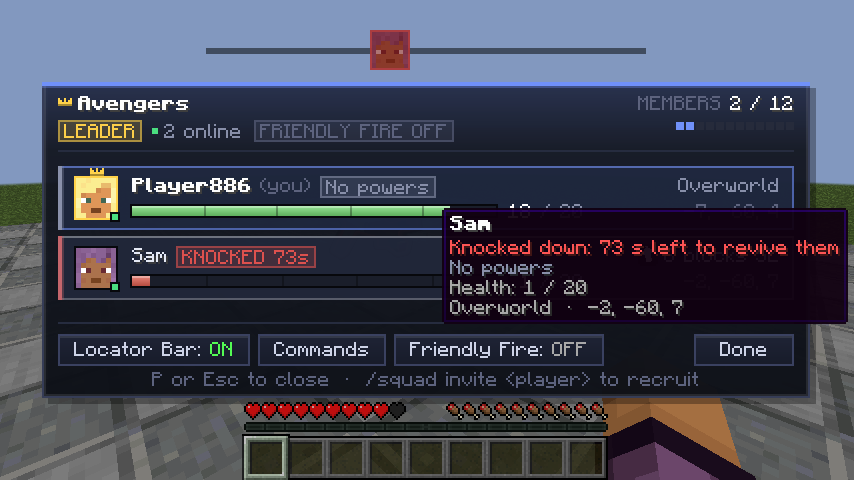 Avengers
MEMBERS 2 / 12
LEADER 2 online FRIENDLY FIRE OFF
Player886 (you) No powers Overworld
Sam
Knocked down: 73 s left to revive them
No powers
Health: 1 / 20
Overworld · -2, -60, 7
Sam KNOCKED 73s
Locator Bar: ON Commands Friendly Fire: OFF Done
P or Esc to close · /squad invite <player> to recruit